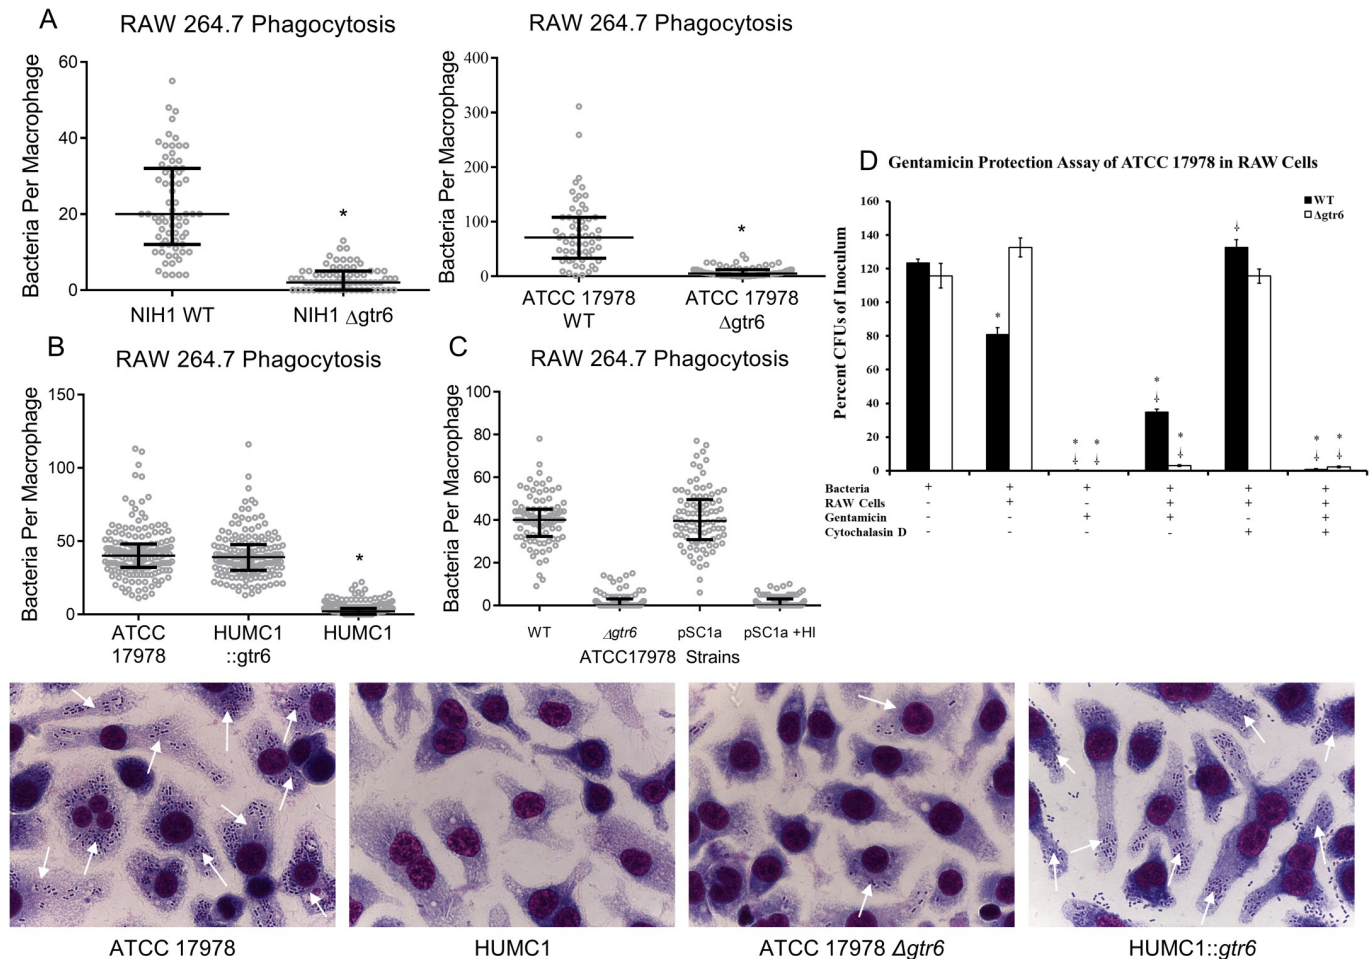 A
RAW 264.7 Phagocytosis
Bacteria Per Macrophage
60
40
20
0
*
NIH1 WT
NIH1 Δgtr6
RAW 264.7 Phagocytosis
Bacteria Per Macrophage
400
300
200
100
0
*
ATCC 17978
WT
ATCC 17978
Δgtr6
B
RAW 264.7 Phagocytosis
Bacteria Per Macrophage
150
100
50
0
*
ATCC
17978
HUMC1
::gtr6
HUMC1
C
RAW 264.7 Phagocytosis
Bacteria Per Macrophage
100
80
60
40
20
0
WT
Δgtr6
pSC1a
pSC1a +HI
ATCC17978 Strains
D Gentamicin Protection Assay of ATCC 17978 in RAW Cells
WT
Δgtr6
Percent CFUs of Inoculum
160
140
120
100
80
60
40
20
0
*
* *
⸸ ⸸
*
⸸
*
⸸
⸸
* *
⸸ ⸸
Bacteria + + + + + +
RAW Cells - + - + + +
Gentamicin - - + + - +
Cytochalasin D - - - - + +
ATCC 17978
HUMC1
ATCC 17978 Δgtr6
HUMC1::gtr6